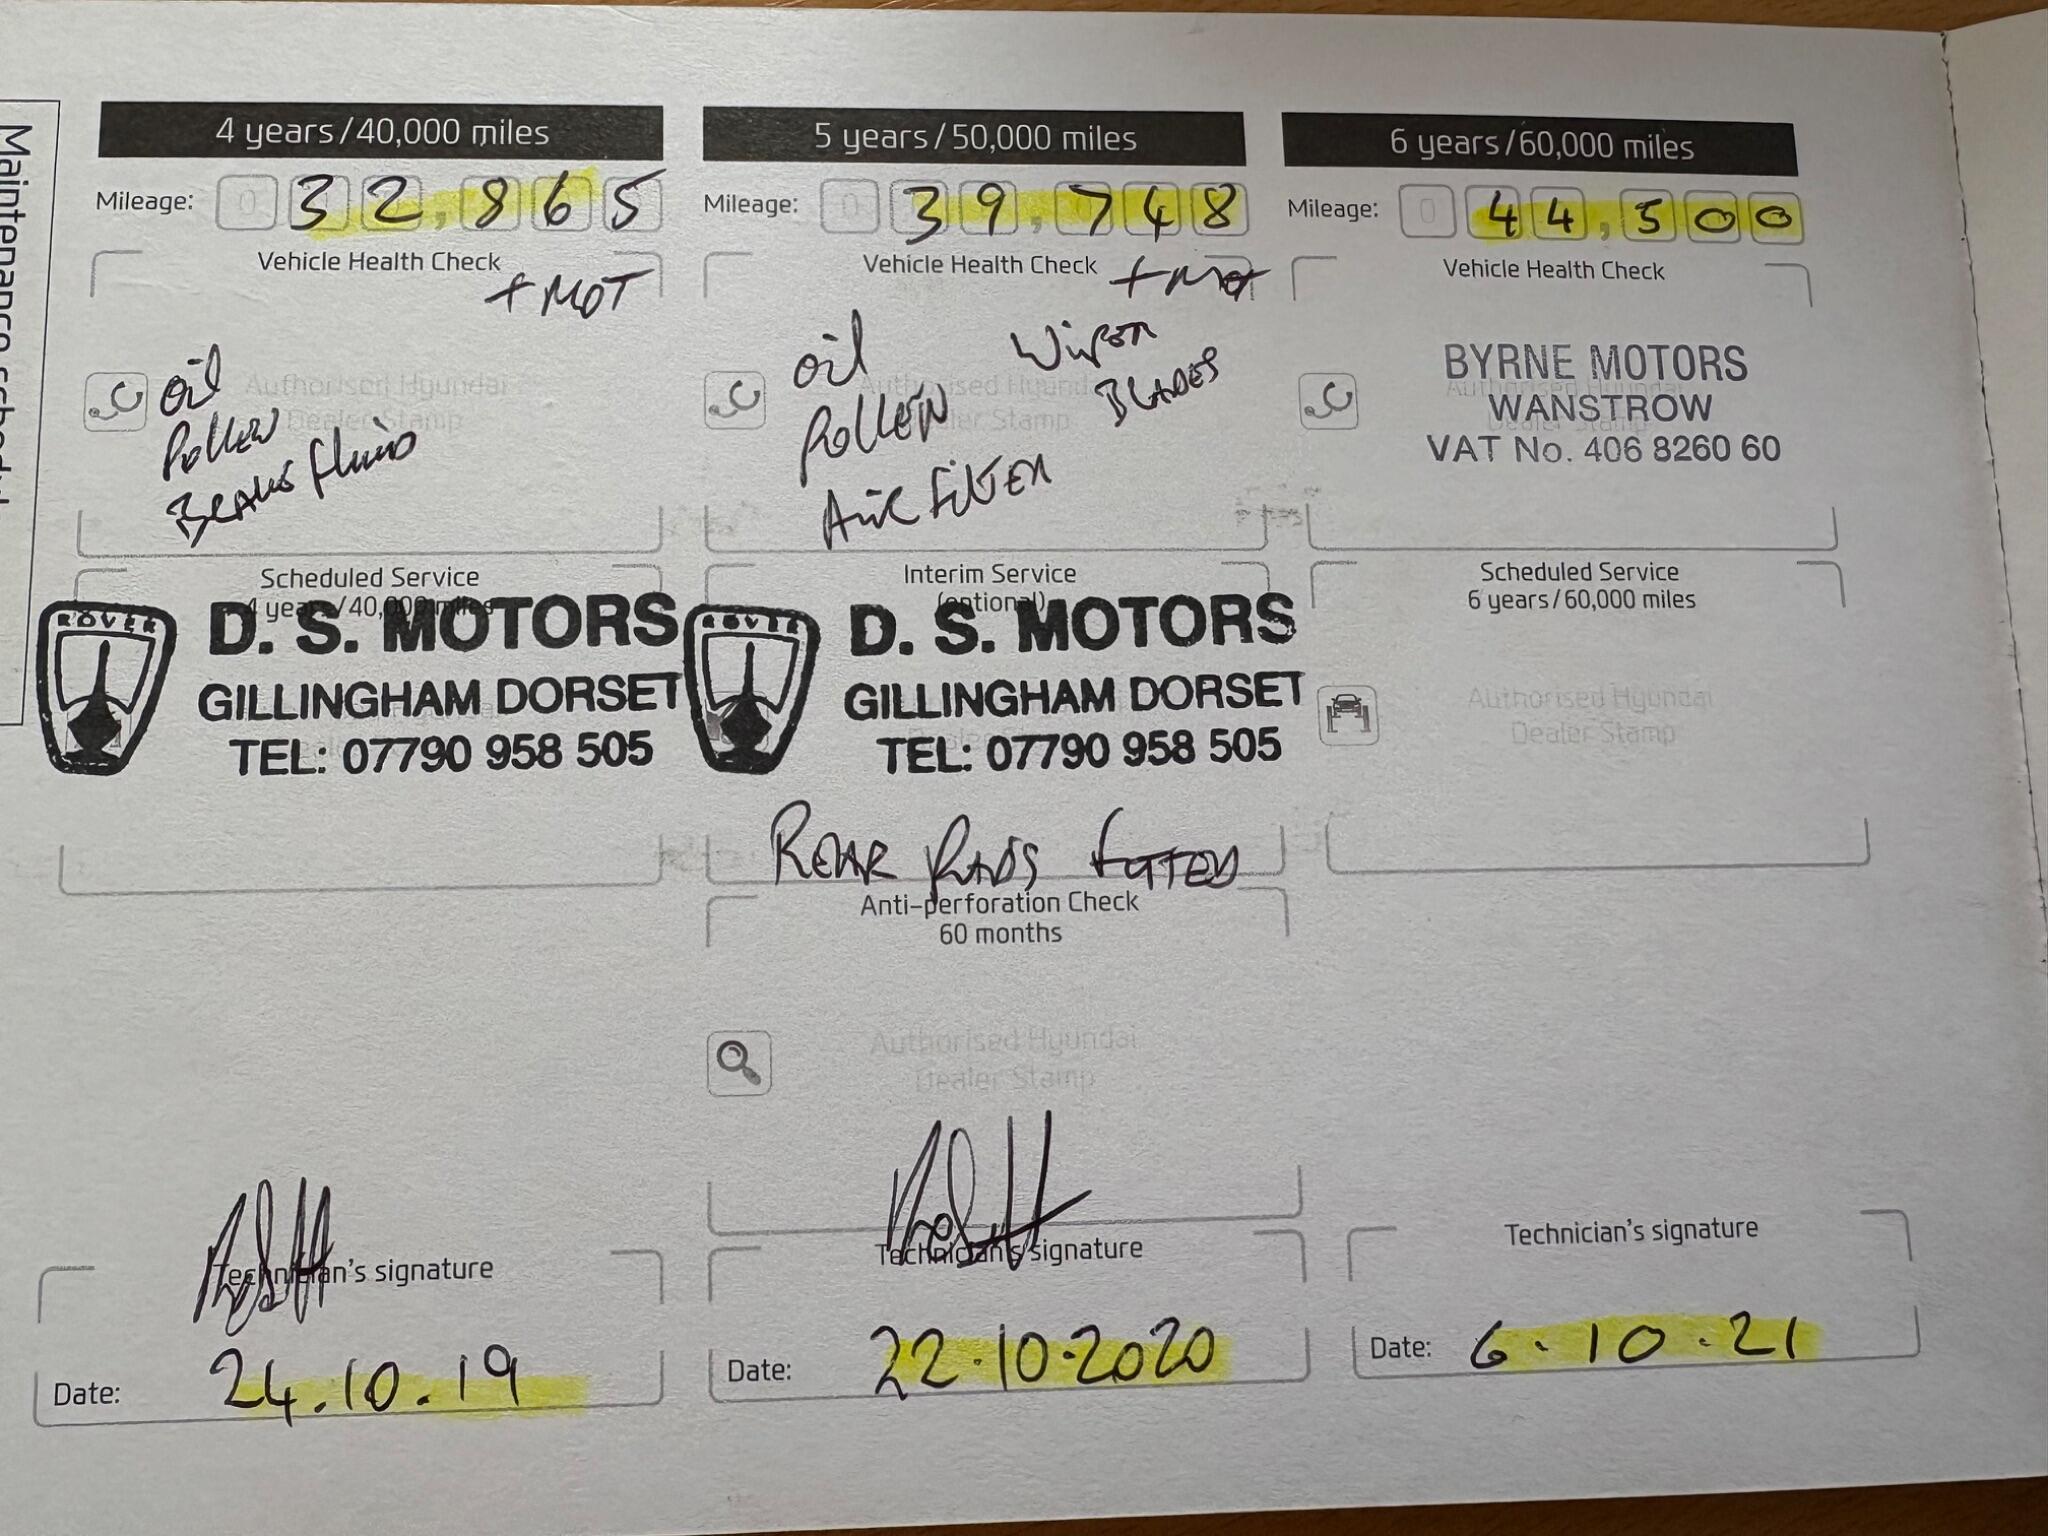 Maintenance schedul
4 years/40,000 miles
Mileage: 0 32,865
Vehicle Health Check
+ MOT
Oil
Pollen
Brake fluid
Authorised Hyundai
Dealer Stamp
Scheduled Service
4 years/40,000 miles
ROVER
D. S. MOTORS
GILLINGHAM DORSET
TEL: 07790 958 505
Technician's signature
Date: 24.10.19
5 years/50,000 miles
Mileage: 0 39,748
Vehicle Health Check
+ MOT
Oil
Pollen
Air Filter
Wiper
Blades
Authorised Hyundai
Dealer Stamp
Interim Service
(optional)
ROVER
D. S. MOTORS
GILLINGHAM DORSET
TEL: 07790 958 505
REAR PADS FITTED
Anti-perforation Check
60 months
Authorised Hyundai
Dealer Stamp
Technician's signature
Date: 22.10.2020
6 years/60,000 miles
Mileage: 0 44,500
Vehicle Health Check
Authorised Hyundai
Dealer Stamp
BYRNE MOTORS
WANSTROW
VAT No. 406 8260 60
Scheduled Service
6 years/60,000 miles
Authorised Hyundai
Dealer Stamp
Technician's signature
Date: 6.10.21